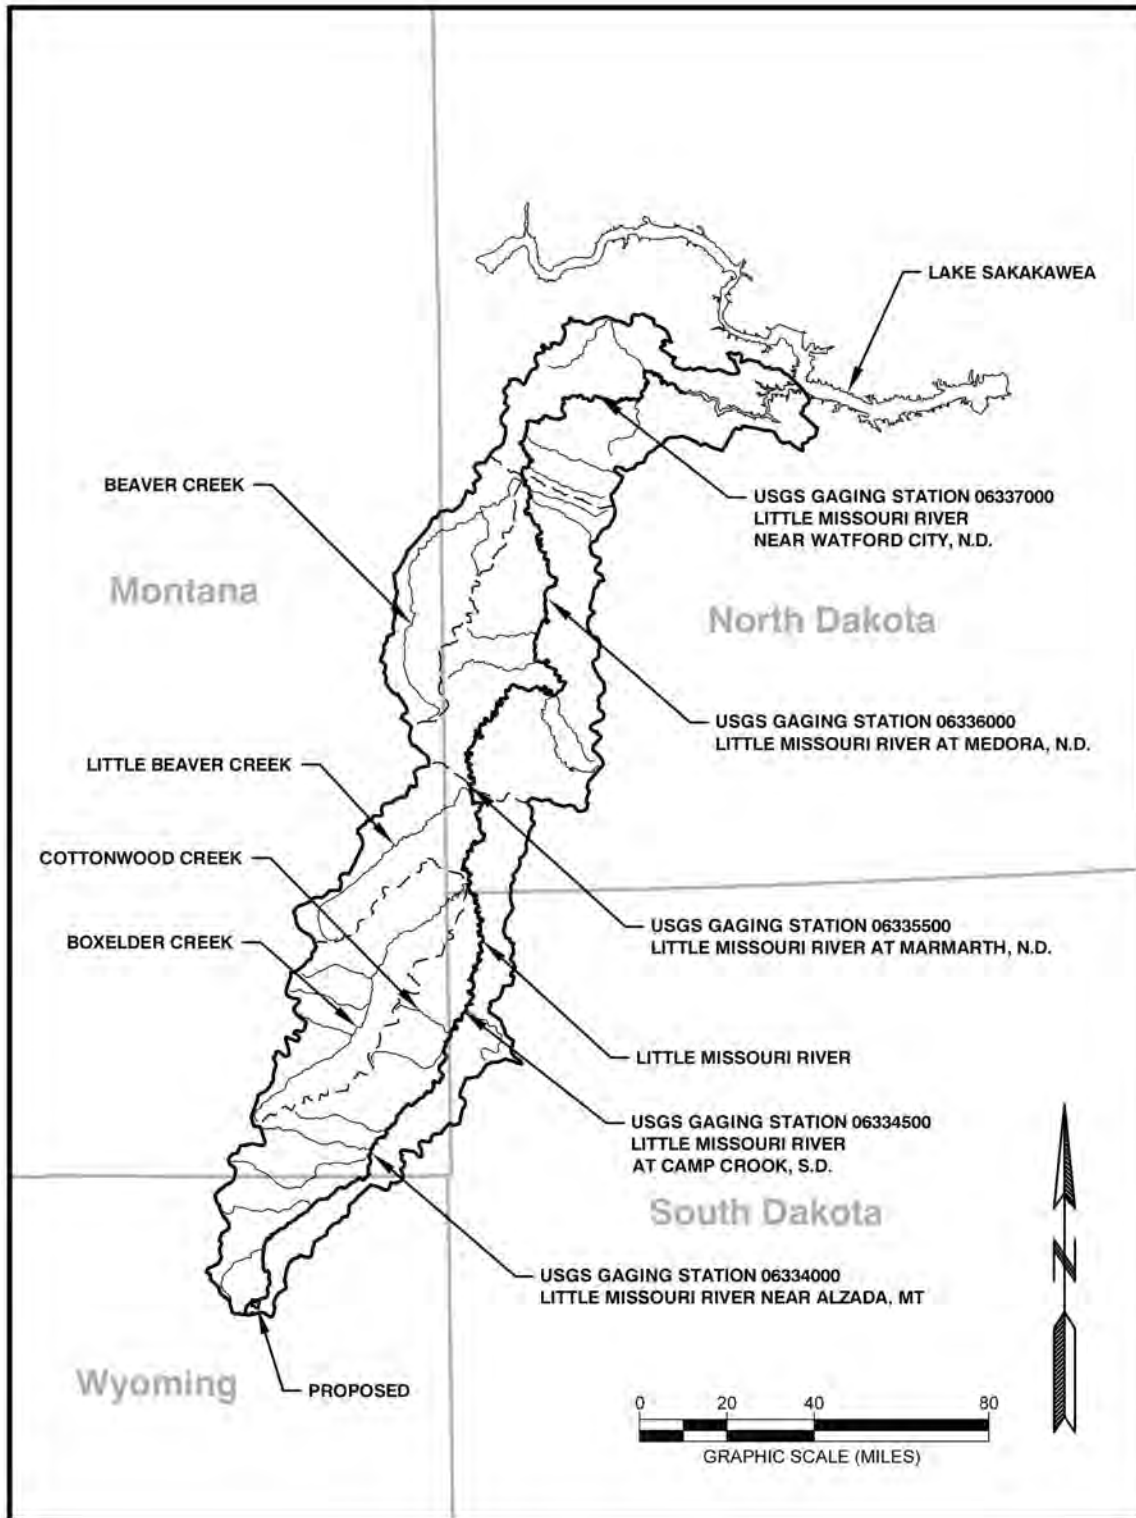 LAKE SAKAKAWEA
BEAVER CREEK
USGS GAGING STATION 06337000
LITTLE MISSOURI RIVER
NEAR WATFORD CITY, N.D.
Montana
North Dakota
USGS GAGING STATION 06336000
LITTLE MISSOURI RIVER AT MEDORA, N.D.
LITTLE BEAVER CREEK
COTTONWOOD CREEK
BOXELDER CREEK
USGS GAGING STATION 06335500
LITTLE MISSOURI RIVER AT MARMARTH, N.D.
LITTLE MISSOURI RIVER
USGS GAGING STATION 06334500
LITTLE MISSOURI RIVER
AT CAMP CROOK, S.D.
South Dakota
USGS GAGING STATION 06334000
LITTLE MISSOURI RIVER NEAR ALZADA, MT
Wyoming
PROPOSED
N
0 20 40 80
GRAPHIC SCALE (MILES)